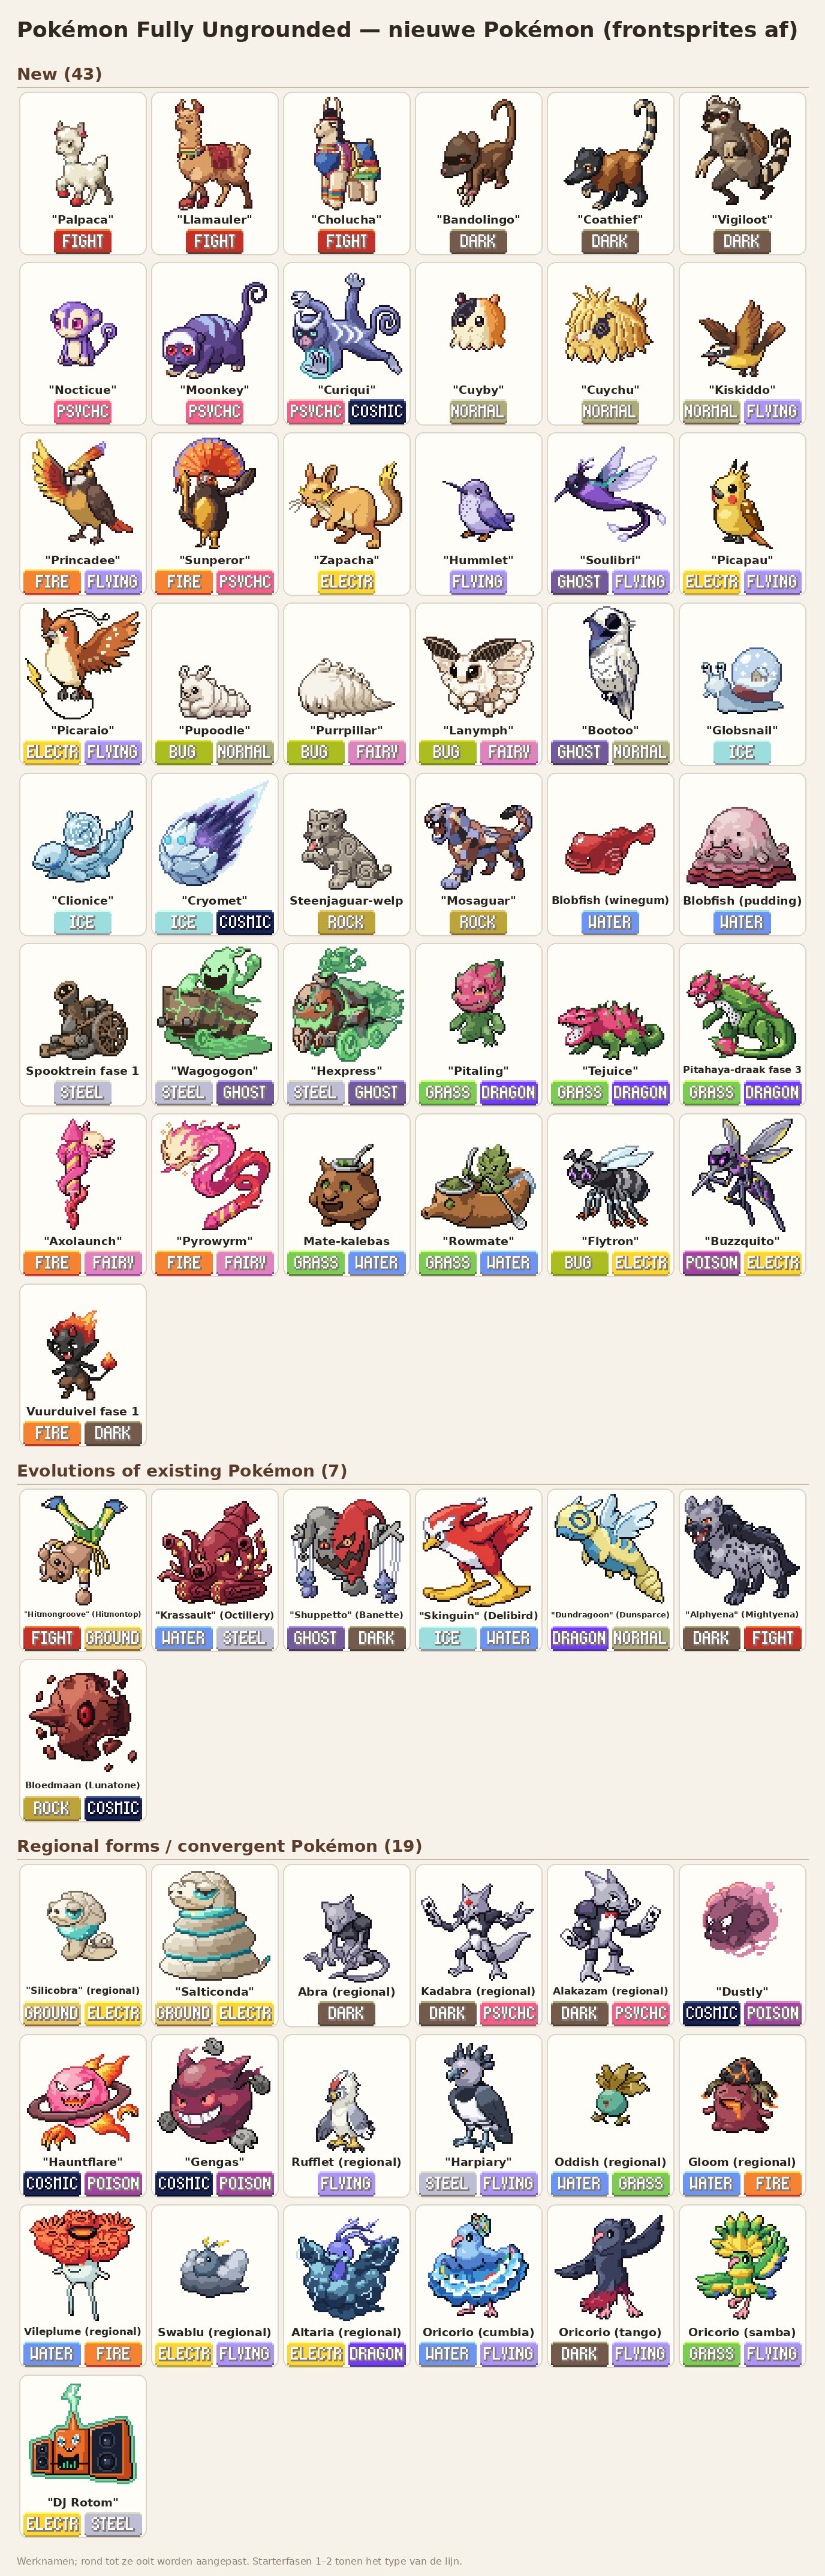 Pokémon Fully Ungrounded — nieuwe Pokémon (frontsprites af)
New (43)
"Palpaca" "Llamauler" "Cholucha" "Bandolingo" "Coathief" "Vigiloot"
FIGHT FIGHT FIGHT DARK DARK DARK
"Nocticue" "Moonkey" "Curiqui" "Cuyby" "Cuychu" "Kiskiddo"
PSYCHC PSYCHC PSYCHC COSMIC NORMAL NORMAL NORMAL FLYING
"Princadee" "Sunperor" "Zapacha" "Hummlet" "Soulibri" "Picapau"
FIRE FLYING FIRE PSYCHC ELECTR FLYING GHOST FLYING ELECTR FLYING
"Picaraio" "Pupoodle" "Purrpillar" "Lanymph" "Bootoo" "Globsnail"
ELECTR FLYING BUG NORMAL BUG FAIRY BUG FAIRY GHOST NORMAL ICE
"Clionice" "Cryomet" Steenjaguar-welp "Mosaguar" Blobfish (winegum) Blobfish (pudding)
ICE ICE COSMIC ROCK ROCK WATER WATER
Spooktrein fase 1 "Wagogogon" "Hexpress" "Pitaling" "Tejuice" Pitahaya-draak fase 3
STEEL STEEL GHOST STEEL GHOST GRASS DRAGON GRASS DRAGON GRASS DRAGON
"Axolaunch" "Pyrowyrm" Mate-kalebas "Rowmate" "Flytron" "Buzzquito"
FIRE FAIRY FIRE FAIRY GRASS WATER GRASS WATER BUG ELECTR POISON ELECTR
Vuurduivel fase 1
FIRE DARK
Evolutions of existing Pokémon (7)
"Hitmongroove" (Hitmontop) "Krassault" (Octillery) "Shuppetto" (Banette) "Skinguin" (Delibird) "Dundragoon" (Dunsparce) "Alphyena" (Mightyena)
FIGHT GROUND WATER STEEL GHOST DARK ICE WATER DRAGON NORMAL DARK FIGHT
Bloedmaan (Lunatone)
ROCK COSMIC
Regional forms / convergent Pokémon (19)
"Silicobra" (regional) "Salticonda" Abra (regional) Kadabra (regional) Alakazam (regional) "Dustly"
GROUND ELECTR GROUND ELECTR DARK DARK PSYCHC DARK PSYCHC COSMIC POISON
"Hauntflare" "Gengas" Rufflet (regional) "Harpiary" Oddish (regional) Gloom (regional)
COSMIC POISON COSMIC POISON FLYING STEEL FLYING WATER GRASS WATER FIRE
Vileplume (regional) Swablu (regional) Altaria (regional) Oricorio (cumbia) Oricorio (tango) Oricorio (samba)
WATER FIRE ELECTR FLYING ELECTR DRAGON WATER FLYING DARK FLYING GRASS FLYING
"DJ Rotom"
ELECTR STEEL
Werknamen; rond tot ze ooit worden aangepast. Starterfasen 1–2 tonen het type van de lijn.